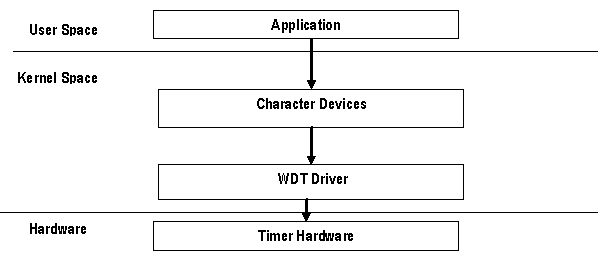 Application
User Space
Kernel Space
Character Devices
WDT Driver
Hardware
Timer Hardware